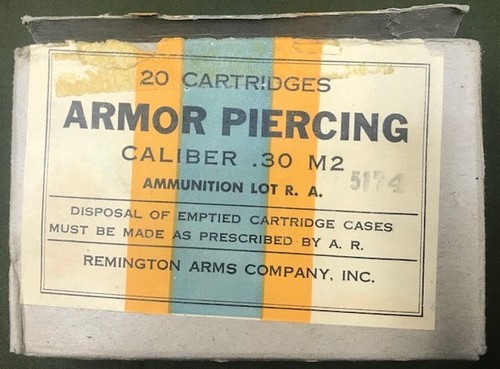 20 CARTRIDGES
ARMOR PIERCING
CALIBER .30 M2
AMMUNITION LOT R. A. 5174
DISPOSAL OF EMPTIED CARTRIDGE CASES
MUST BE MADE AS PRESCRIBED BY A. R.
REMINGTON ARMS COMPANY, INC.